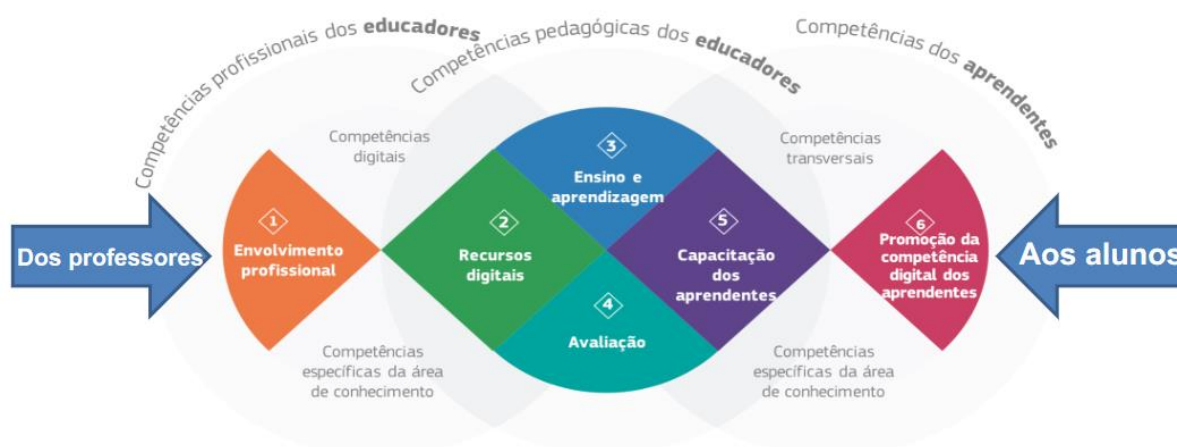 Competências profissionais dos educadores
Competências pedagógicas dos educadores
Competências dos aprendentes
Competências
digitais
Competências
transversais
Dos professores
1
Envolvimento
profissional
2
Recursos
digitais
3
Ensino e
aprendizagem
4
Avaliação
5
Capacitação
dos
aprendentes
6
Promoção da
competência
digital dos
aprendentes
Aos alunos
Competências
específicas da área
de conhecimento
Competências
específicas da área
de conhecimento